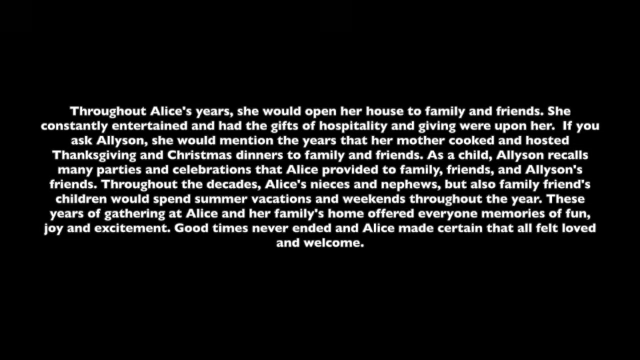 Throughout Alice's years, she would open her house to family and friends. She
constantly entertained and had the gifts of hospitality and giving were upon her.  If you
ask Allyson, she would mention the years that her mother cooked and hosted
Thanksgiving and Christmas dinners to family and friends. As a child, Allyson recalls
many parties and celebrations that Alice provided to family, friends, and Allyson's
friends. Throughout the decades, Alice's nieces and nephews, but also family friend's
children would spend summer vacations and weekends throughout the year. These
years of gathering at Alice and her family's home offered everyone memories of fun,
joy and excitement. Good times never ended and Alice made certain that all felt loved
and welcome.